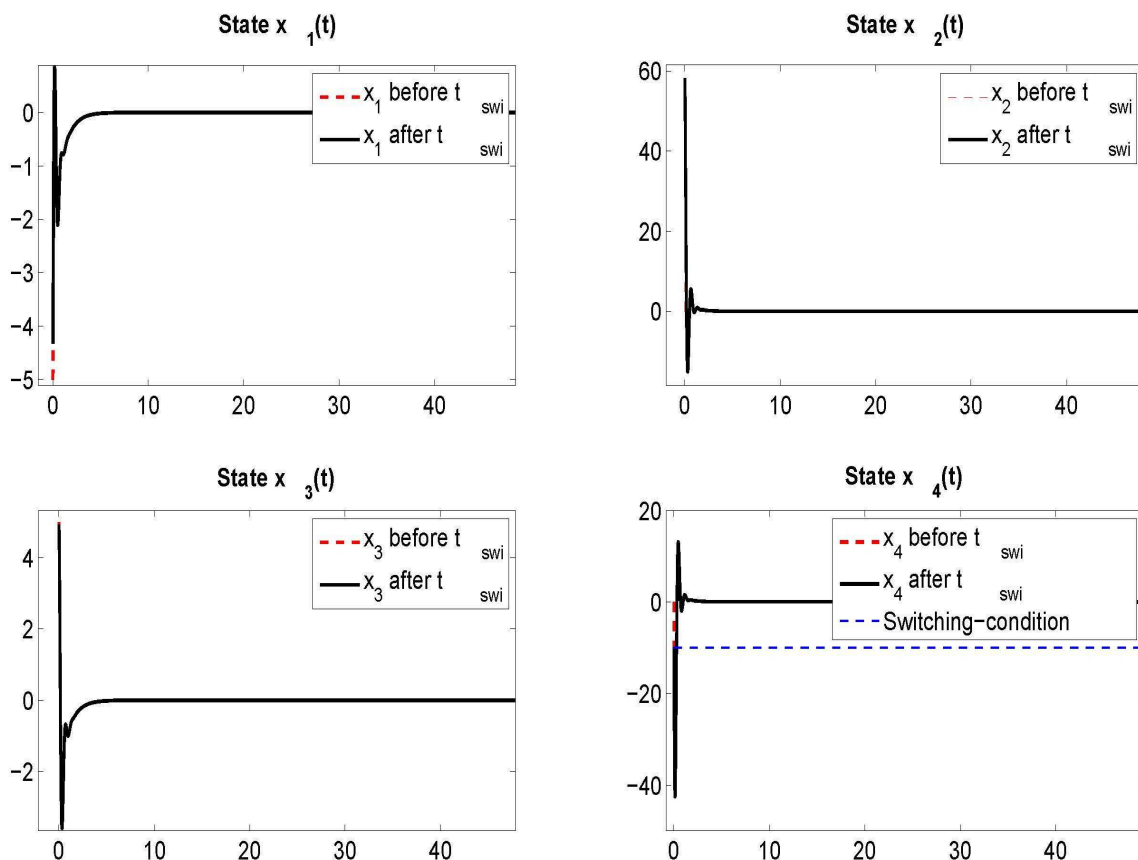 State x 1(t)
0
−1
−2
−3
−4
−5
0 10 20 30 40
x1 before t swi
x1 after t swi
State x 2(t)
60
40
20
0
0 10 20 30 40
x2 before t swi
x2 after t swi
State x 3(t)
4
2
0
−2
0 10 20 30 40
x3 before t swi
x3 after t swi
State x 4(t)
20
0
−20
−40
0 10 20 30 40
x4 before t swi
x4 after t swi
Switching−condition